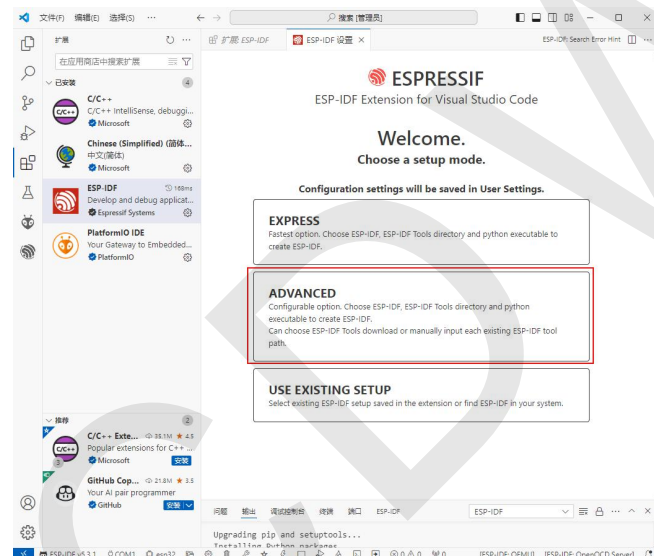 文件(F) 编辑(E) 选择(S) ··· ← → 搜索 [管理员]
扩展 ···
扩展: ESP-IDF
ESP-IDF 设置 ×
ESP-IDF: Search Error Hint ···
在应用商店中搜索扩展
已安装 4
C/C++
C/C++ IntelliSense, debuggi...
Microsoft
Chinese (Simplified) (简体...
中文(简体)
Microsoft
ESP-IDF 168ms
Develop and debug applicat...
Espressif Systems
PlatformIO IDE
Your Gateway to Embedded...
PlatformIO
推荐 2
C/C++ Exte... 35.1M ★ 4.5
Popular extensions for C++ ...
Microsoft 安装
3
GitHub Cop... 21.8M ★ 3.5
Your AI pair programmer
GitHub 安装
ESPRESSIF
ESP-IDF Extension for Visual Studio Code
Welcome.
Choose a setup mode.
Configuration settings will be saved in User Settings.
EXPRESS
Fastest option. Choose ESP-IDF, ESP-IDF Tools directory and python executable to
create ESP-IDF.
ADVANCED
Configurable option. Choose ESP-IDF, ESP-IDF Tools directory and python
executable to create ESP-IDF.
Can choose ESP-IDF Tools download or manually input each existing ESP-IDF tool
path.
USE EXISTING SETUP
Select existing ESP-IDF setup saved in the extension or find ESP-IDF in your system.
问题 输出 调试控制台 终端 端口 ESP-IDF
ESP-IDF ··· ×
Upgrading pip and setuptools...
Installing Python packages
ESP-IDF v5.3.1 COM1 esp32 0 0 0 [ESP-IDF: QEMU] [ESP-IDF: OpenOCD Server]